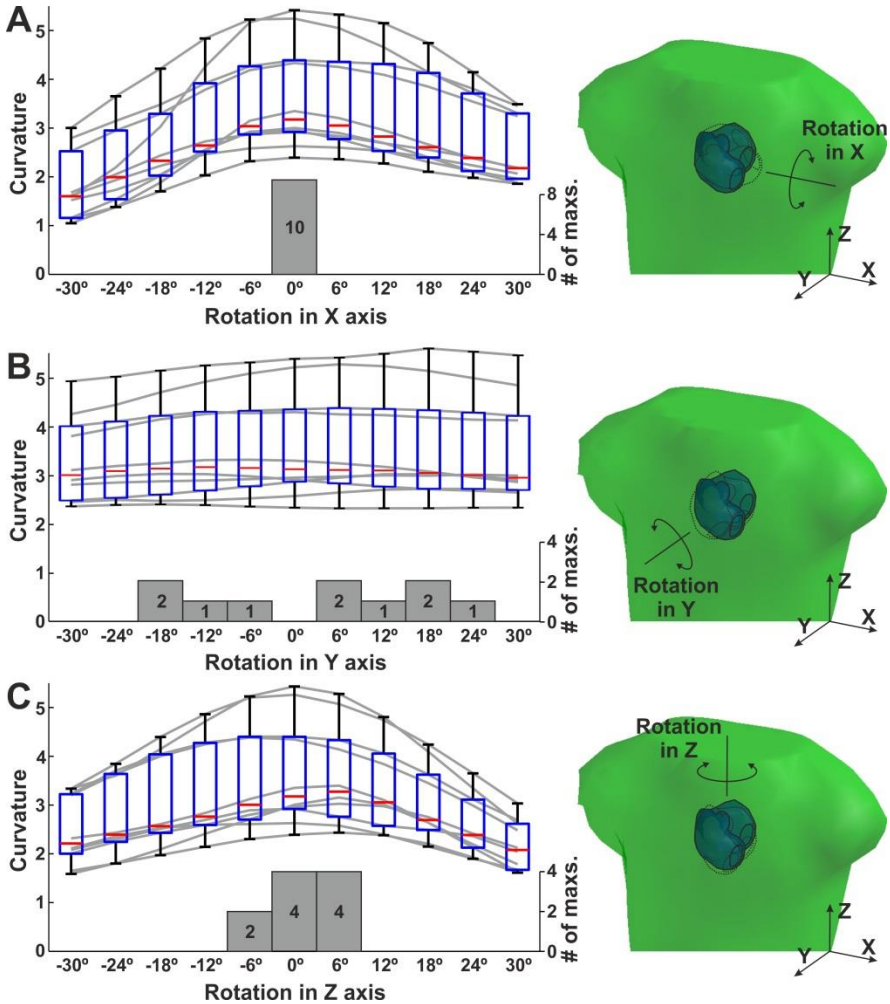 A
5
4
3
2
1
0
Curvature
10
8
4
0
# of maxs.
-30º -24º -18º -12º -6º 0º 6º 12º 18º 24º 30º
Rotation in X axis
Rotation
in X
Z
X
Y
B
5
4
3
2
1
0
Curvature
2 1 1 2 1 2 1
4
2
0
# of maxs.
-30º -24º -18º -12º -6º 0º 6º 12º 18º 24º 30º
Rotation in Y axis
Rotation
in Y
Z
X
Y
C
5
4
3
2
1
0
Curvature
2 4 4
4
2
0
# of maxs.
-30º -24º -18º -12º -6º 0º 6º 12º 18º 24º 30º
Rotation in Z axis
Rotation
in Z
Z
X
Y